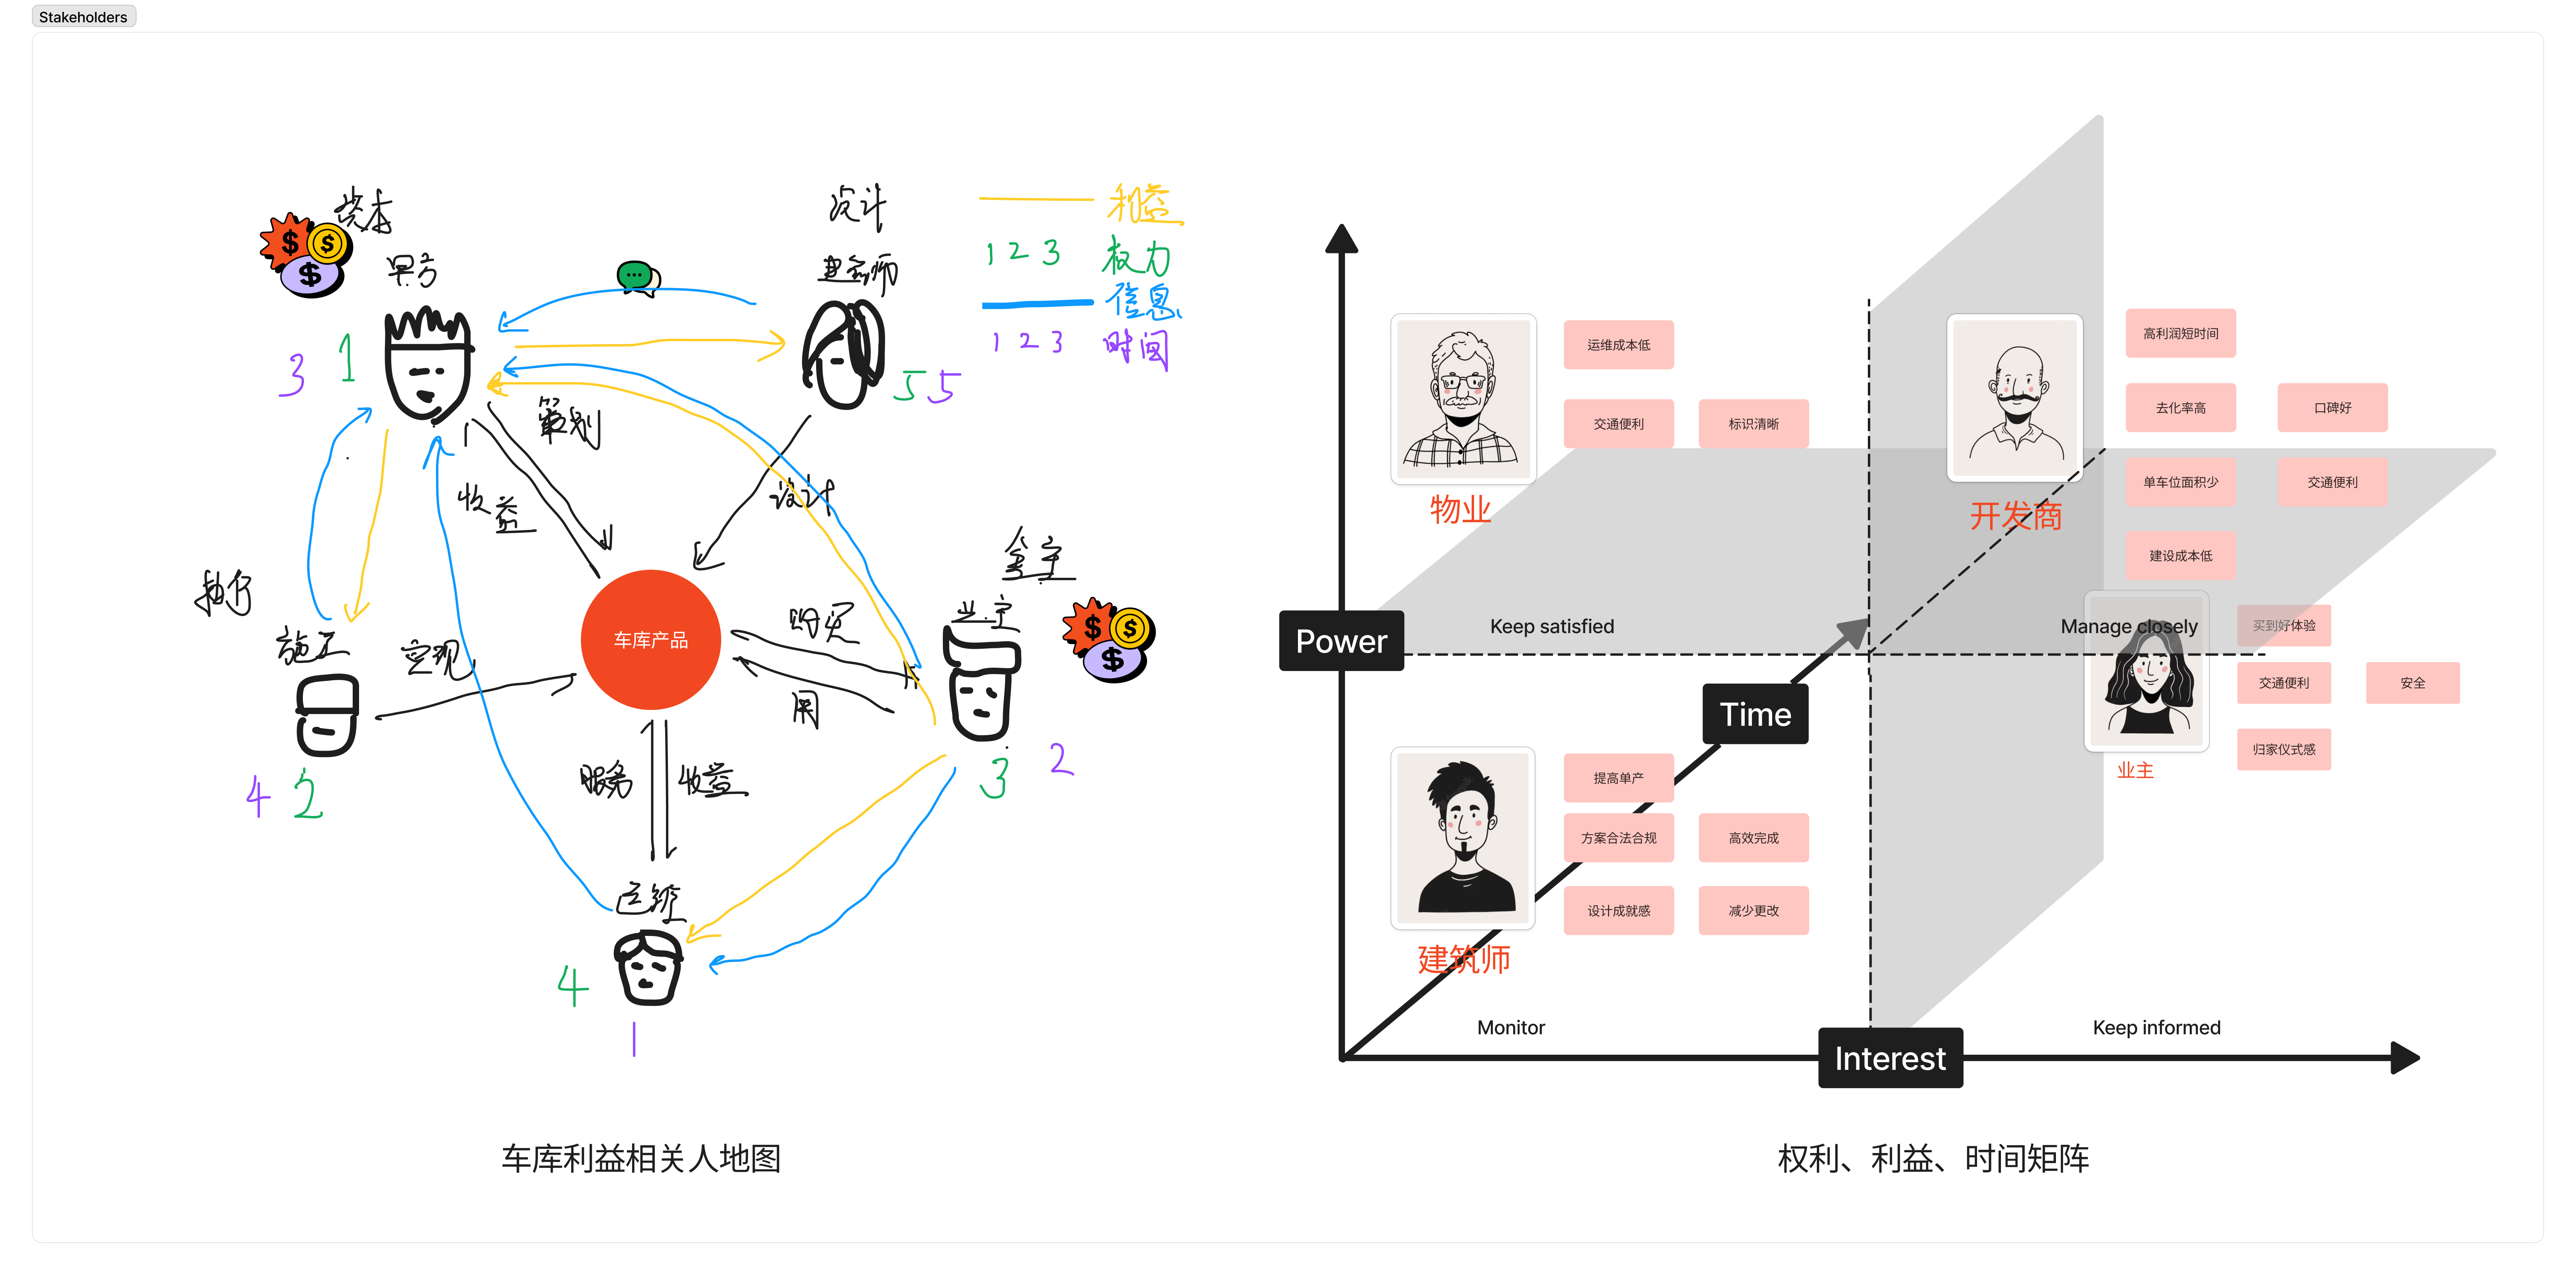 Stakeholders
资本
甲方
3
1
设计
建筑师
5 5
利益
1 2 3 权力
信息
1 2 3 时间
策划
收益
设计
执行
施工
实现
4 2
车库产品
购买
用
金主
业主
3
2
服务
收益
运维
4
1
车库利益相关人地图
物业
运维成本低
交通便利
标识清晰
开发商
高利润短时间
去化率高
口碑好
单车位面积少
交通便利
建设成本低
Power
Keep satisfied
Manage closely
业主
买到好体验
交通便利
安全
归家仪式感
Time
建筑师
提高单产
方案合法合规
高效完成
设计成就感
减少更改
Monitor
Keep informed
Interest
权利、利益、时间矩阵